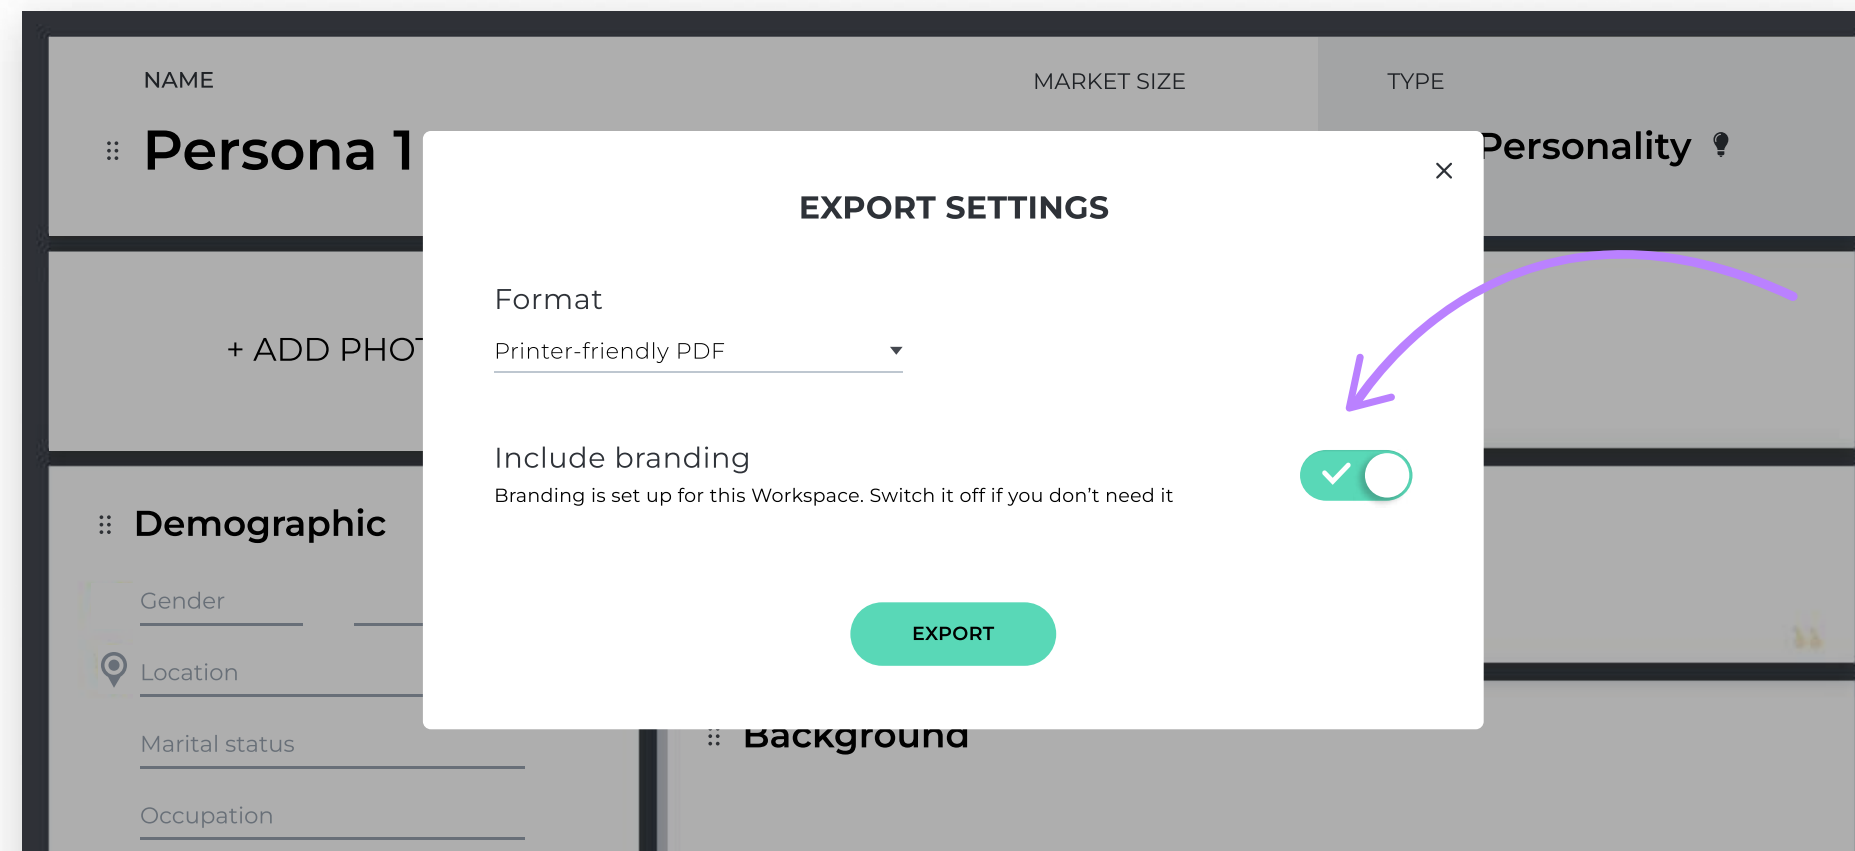 NAME
MARKET SIZE
TYPE
Persona 1
Personality
EXPORT SETTINGS
Format
+ ADD PHOT
Printer-friendly PDF
Include branding
Branding is set up for this Workspace. Switch it off if you don’t need it
Demographic
Gender
EXPORT
Location
Background
Marital status
Occupation